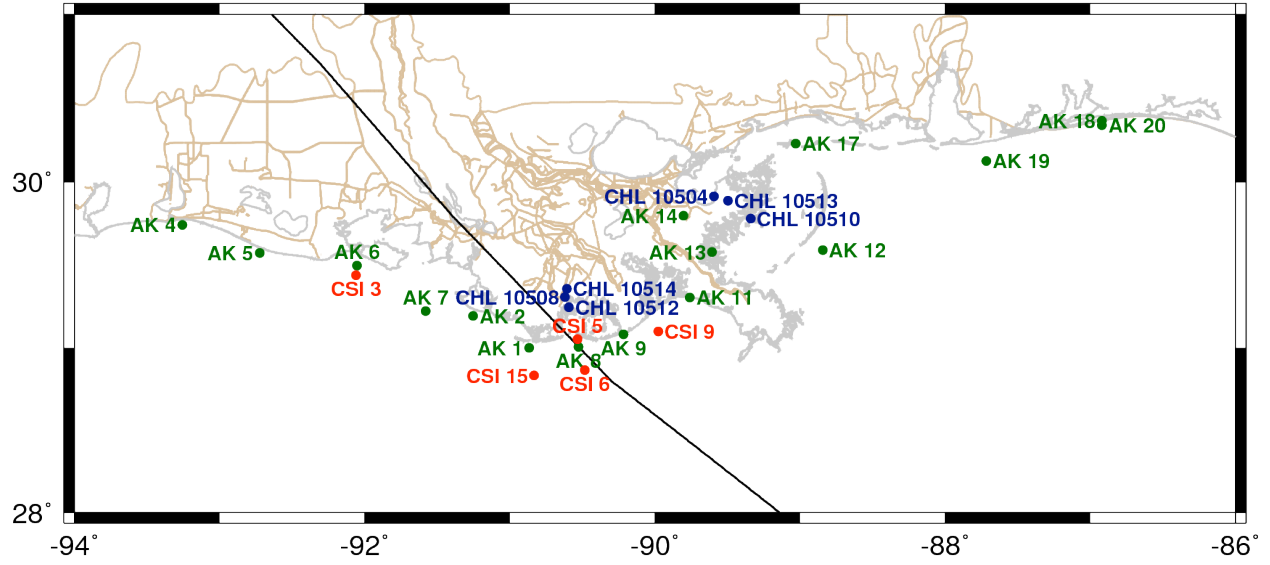 AK 18
AK 20
AK 17
AK 19
30°
CHL 10504
CHL 10513
AK 14
CHL 10510
AK 4
AK 5
AK 6
AK 13
AK 12
CSI 3
AK 7
CHL 10514
CHL 10508
AK 11
CHL 10512
AK 2
CSI 5
CSI 9
AK 1
AK 9
AK 8
CSI 15
CSI 6
28°
-94°
-92°
-90°
-88°
-86°